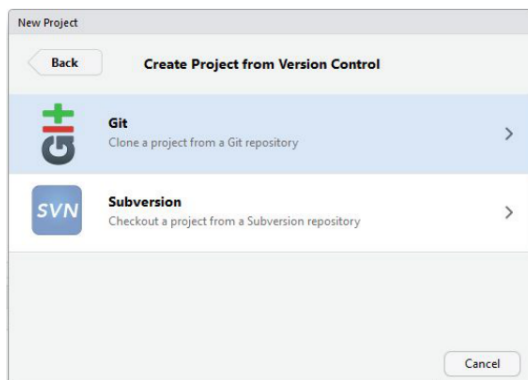 New Project
Back
Create Project from Version Control
Git
Git
Clone a project from a Git repository
SVN
Subversion
Checkout a project from a Subversion repository
Cancel